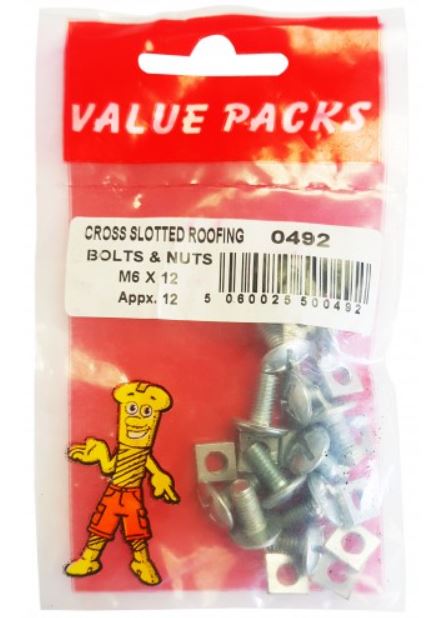 VALUE PACKS
CROSS SLOTTED ROOFING 0492
BOLTS & NUTS
M6 X 12
Appx. 12
5 060025 500492